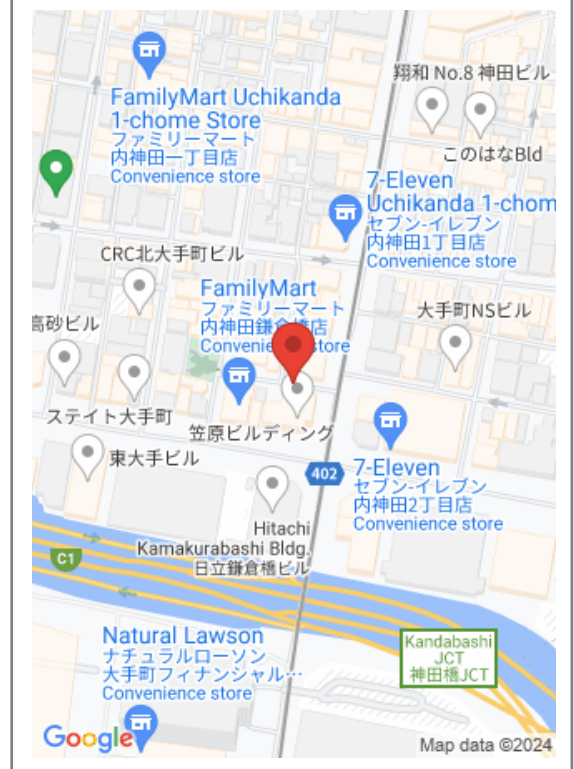 翔和 No.8 神田ビル
FamilyMart Uchikanda
1-chome Store
ファミリーマート
内神田一丁目店
Convenience store
このはなBld
7-Eleven
Uchikanda 1-chom
セブン-イレブン
内神田1丁目店
Convenience store
CRC北大手町ビル
FamilyMart
ファミリーマート
内神田鎌倉橋店
Convenience store
大手町NSビル
高砂ビル
ステイト大手町
笠原ビルディング
東大手ビル
402
7-Eleven
セブン-イレブン
内神田2丁目店
Convenience store
Hitachi
Kamakurabashi Bldg.
日立鎌倉橋ビル
C1
Natural Lawson
ナチュラルローソン
大手町フィナンシャル…
Convenience store
Kandabashi
JCT
神田橋JCT
Google
Map data ©2024